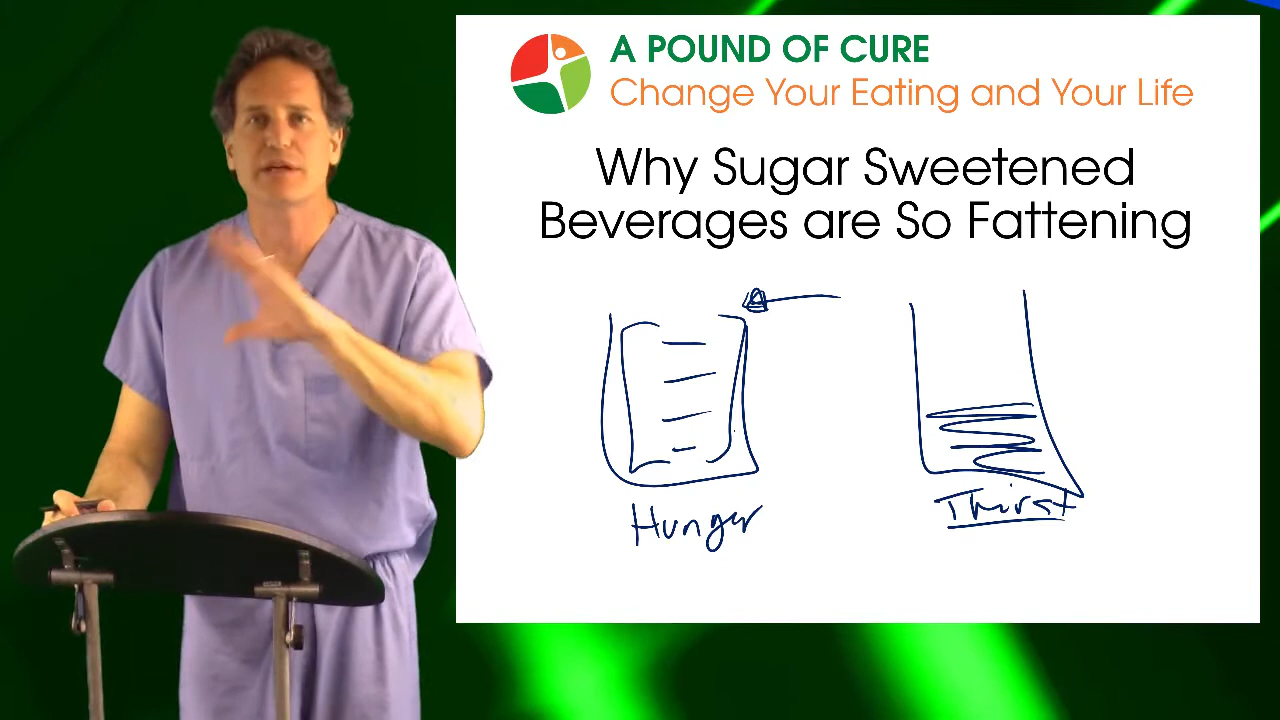 A POUND OF CURE
Change Your Eating and Your Life
Why Sugar Sweetened
Beverages are So Fattening
Hunger
Thirst